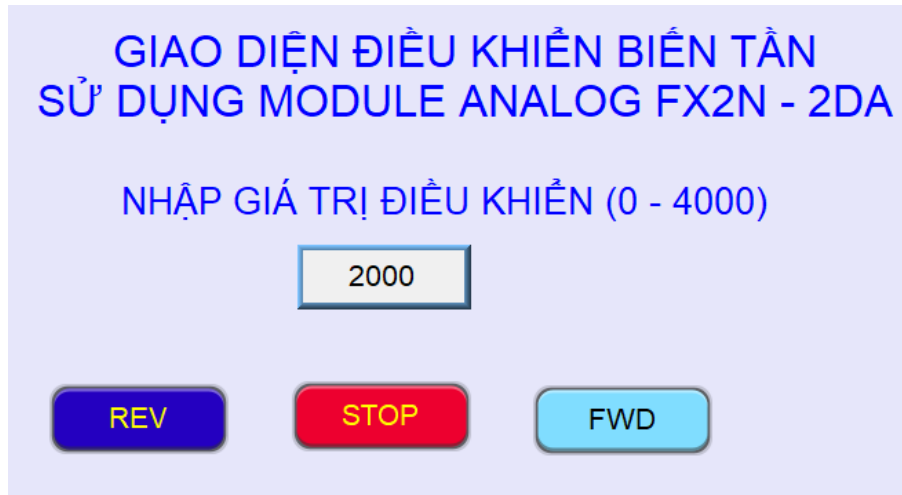 GIAO DIỆN ĐIỀU KHIỂN BIẾN TẦN
SỬ DỤNG MODULE ANALOG FX2N - 2DA
NHẬP GIÁ TRỊ ĐIỀU KHIỂN (0 - 4000)
2000
REV
STOP
FWD